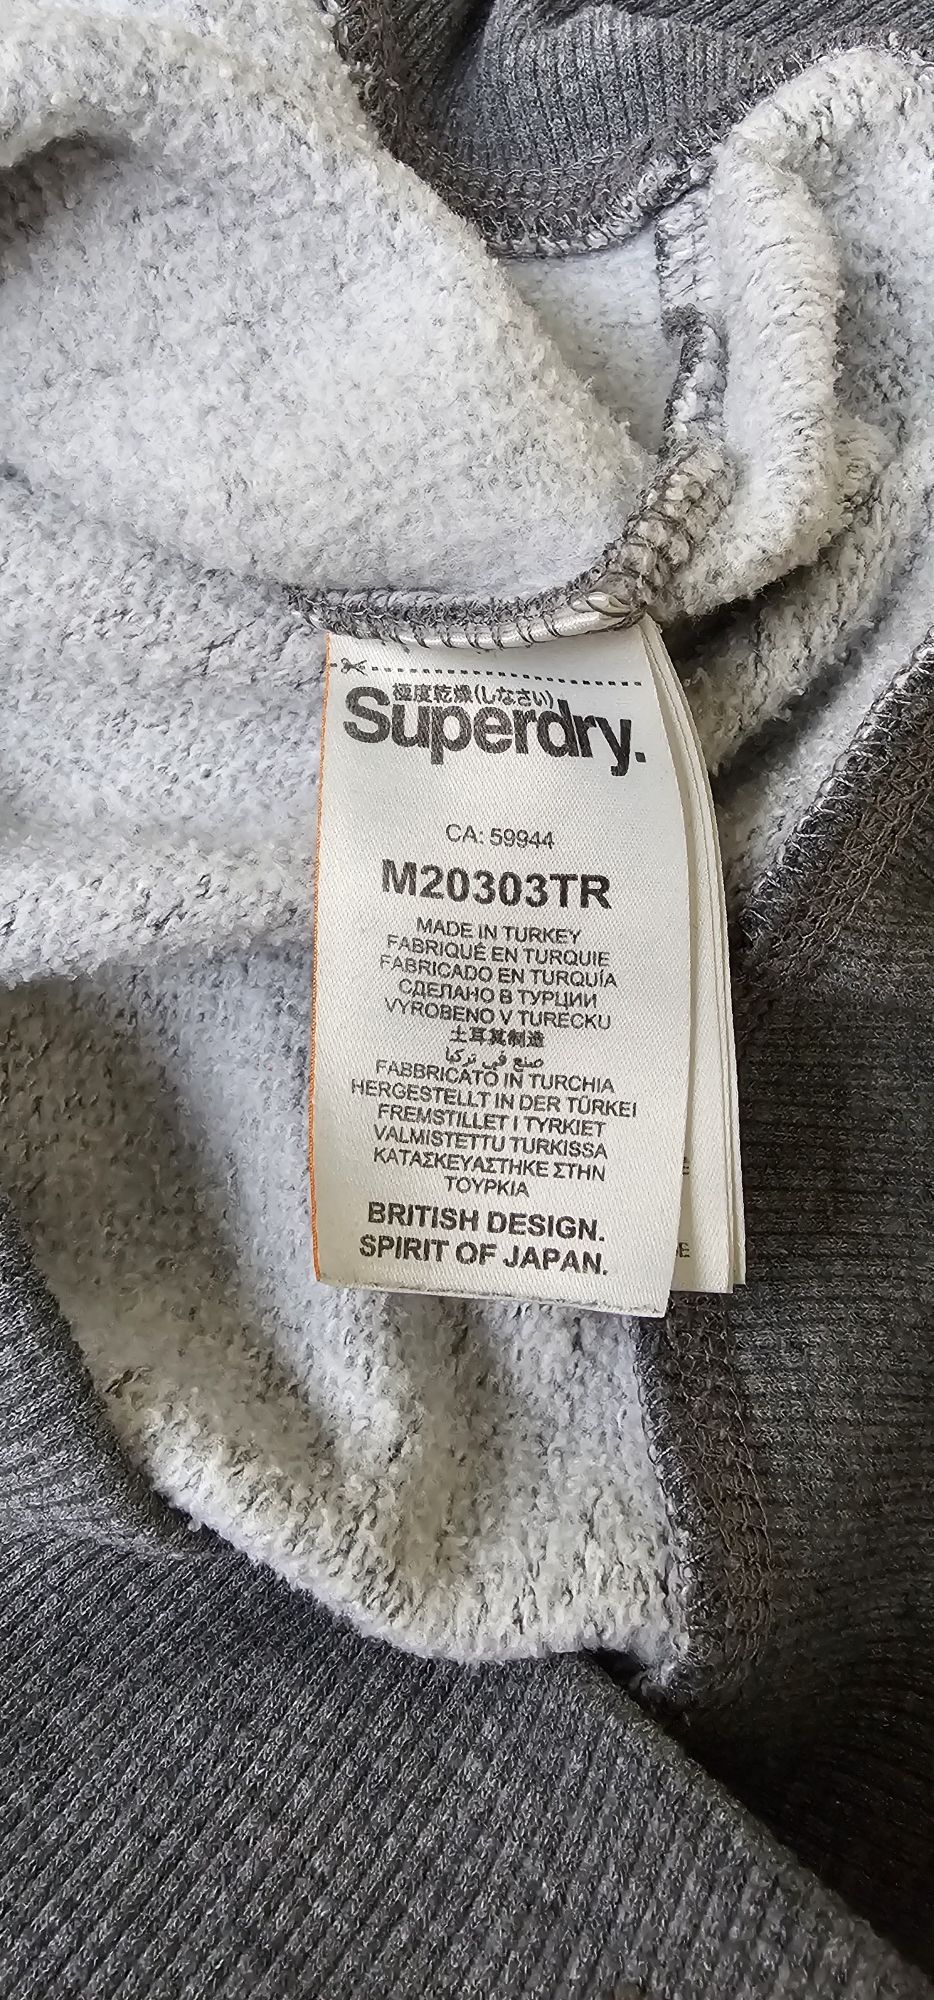 極度乾燥(しなさい)
Superdry.
CA: 59944
M20303TR
MADE IN TURKEY
FABRIQUÉ EN TURQUIE
FABRICADO EN TURQUÍA
СДЕЛАНО В ТУРЦИИ
VYROBENO V TURECKU
土耳其制造
صنع في تركيا
FABBRICATO IN TURCHIA
HERGESTELLT IN DER TÜRKEI
FREMSTILLET I TYRKIET
VALMISTETTU TURKISSA
ΚΑΤΑΣΚΕΥΑΣΤΗΚΕ ΣΤΗΝ
ΤΟΥΡΚΙΑ
BRITISH DESIGN.
SPIRIT OF JAPAN.